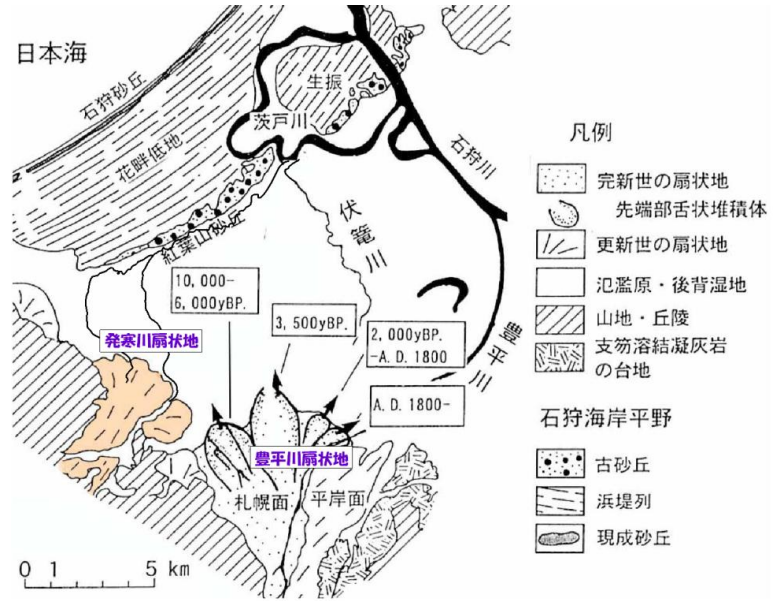 日本海
石狩砂丘
花畔低地
生振
茨戸川
石狩川
紅葉山砂丘
伏篭川
10,000-
6,000yBP.
3,500yBP.
2,000yBP.
-A.D.1800
A.D.1800-
豊平川
発寒川扇状地
豊平川扇状地
札幌面
平岸面
0 1 5 km
凡例
完新世の扇状地
先端部舌状堆積体
更新世の扇状地
氾濫原・後背湿地
山地・丘陵
支笏溶結凝灰岩
の台地
石狩海岸平野
古砂丘
浜堤列
現成砂丘